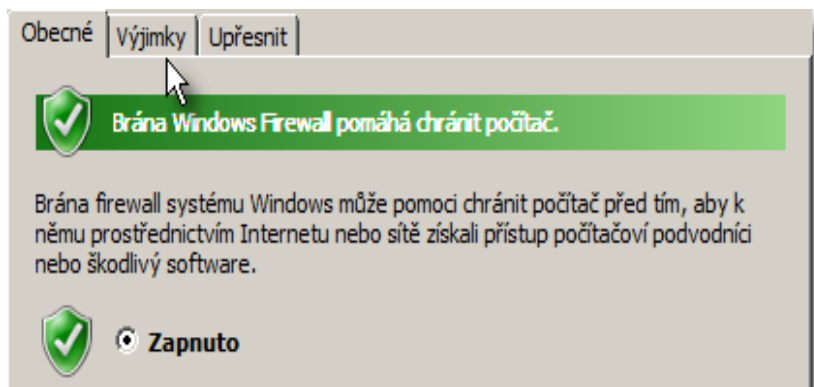 Obecné Výjimky Upřesnit
Brána Windows Firewall pomáhá chránit počítač.
Brána firewall systému Windows může pomoci chránit počítač před tím, aby k
němu prostřednictvím Internetu nebo sítě získali přístup počítačoví podvodníci
nebo škodlivý software.
Zapnuto